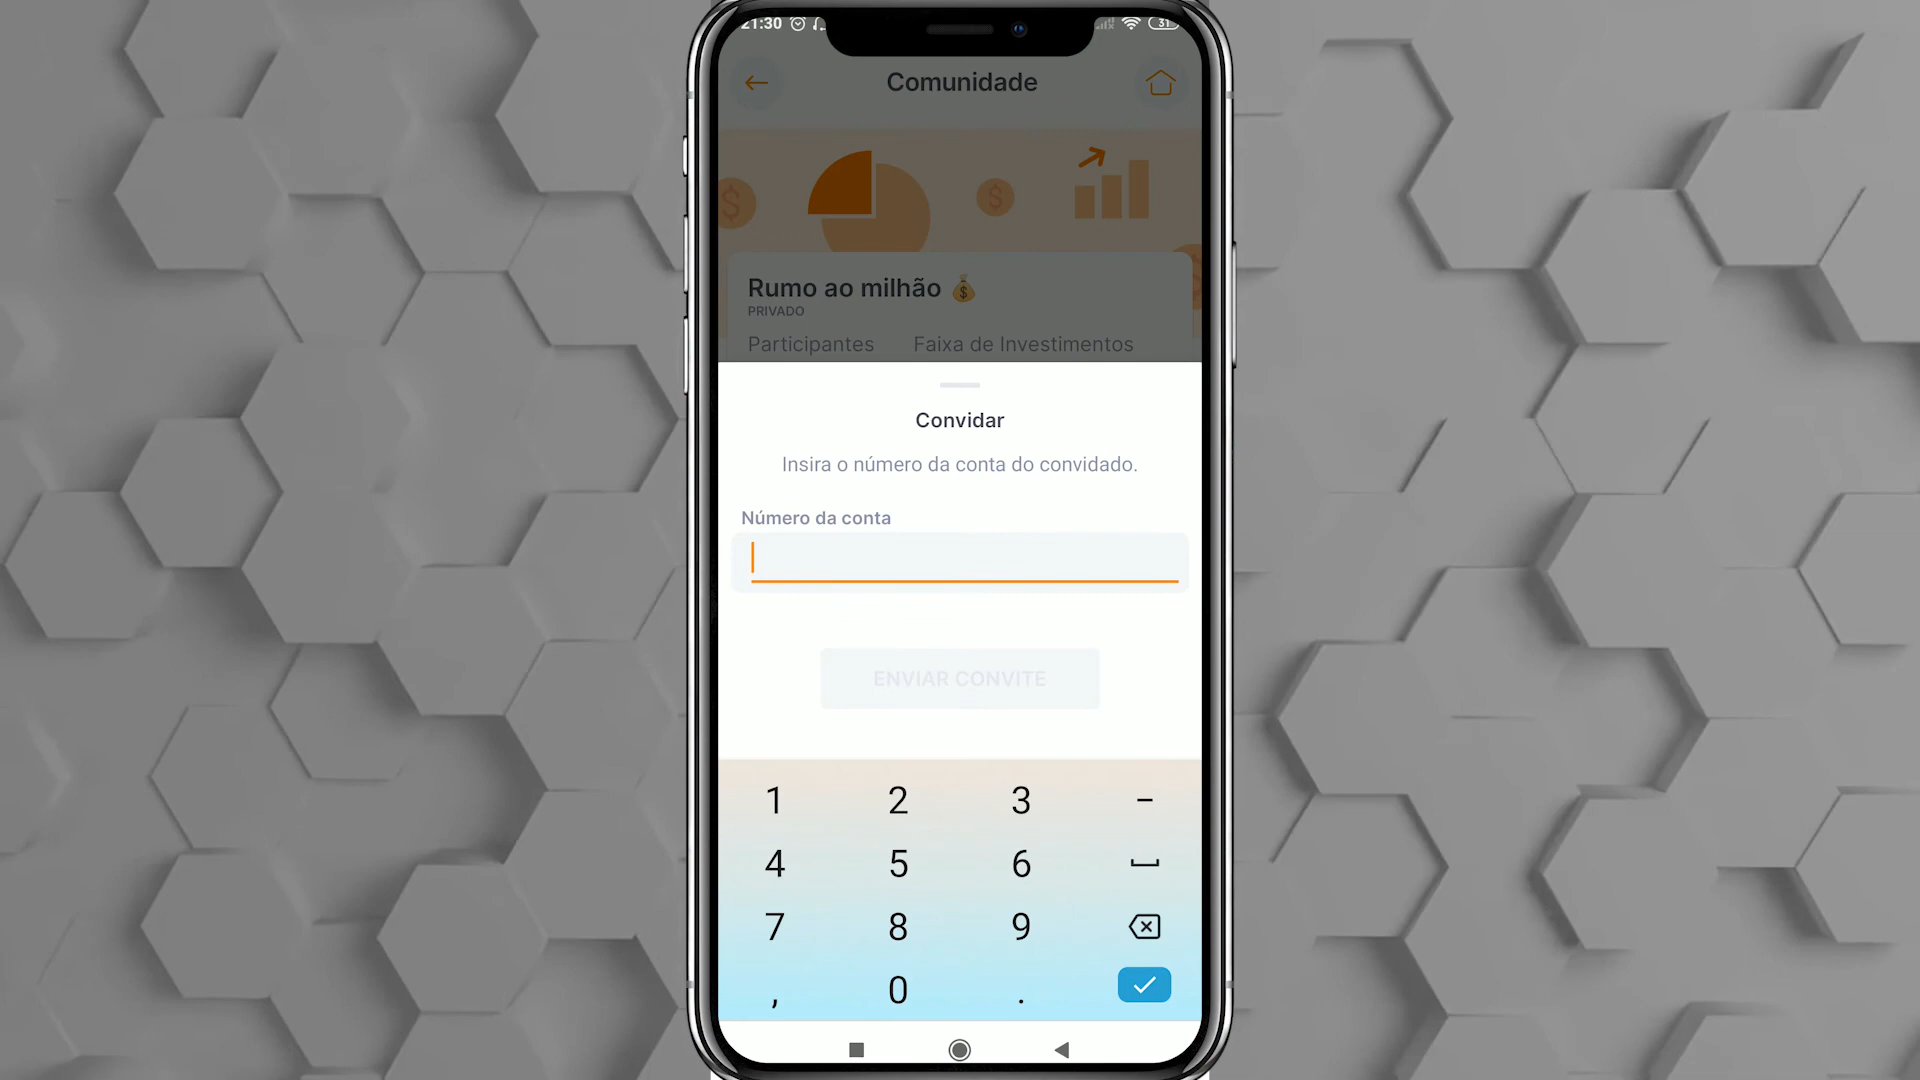 21:30
31
Comunidade
Rumo ao milhão 💰
PRIVADO
Participantes Faixa de Investimentos
Convidar
Insira o número da conta do convidado.
Número da conta
ENVIAR CONVITE
1 2 3 -
4 5 6
7 8 9
, 0 .